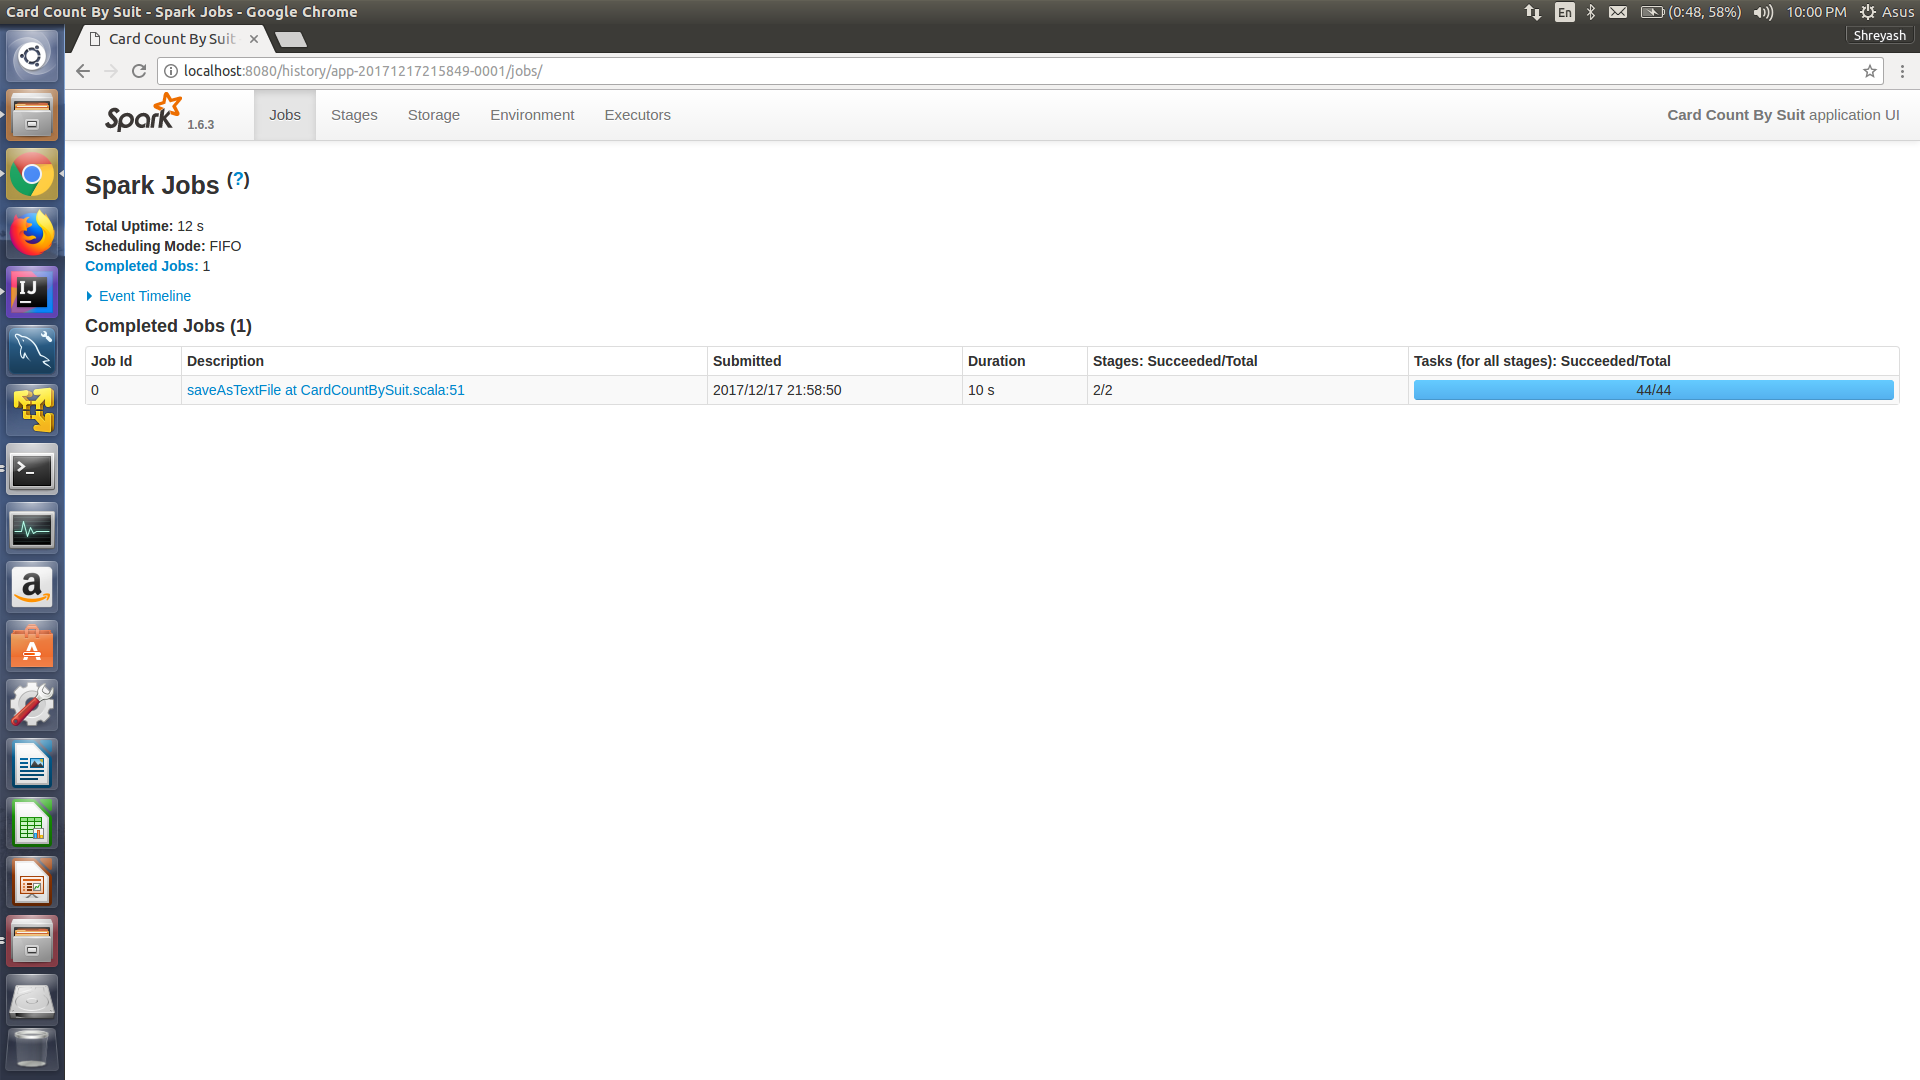 Card Count By Suit - Spark Jobs - Google Chrome
En
(0:48, 58%)
10:00 PM
Asus
Card Count By Suit
Shreyash
localhost:8080/history/app-20171217215849-0001/jobs/
Spark 1.6.3
Jobs
Stages
Storage
Environment
Executors
Card Count By Suit application UI
Spark Jobs (?)
Total Uptime: 12 s
Scheduling Mode: FIFO
Completed Jobs: 1
Event Timeline
Completed Jobs (1)
Job Id Description Submitted Duration Stages: Succeeded/Total Tasks (for all stages): Succeeded/Total
0 saveAsTextFile at CardCountBySuit.scala:51 2017/12/17 21:58:50 10 s 2/2 44/44
IJ
>_
a
A